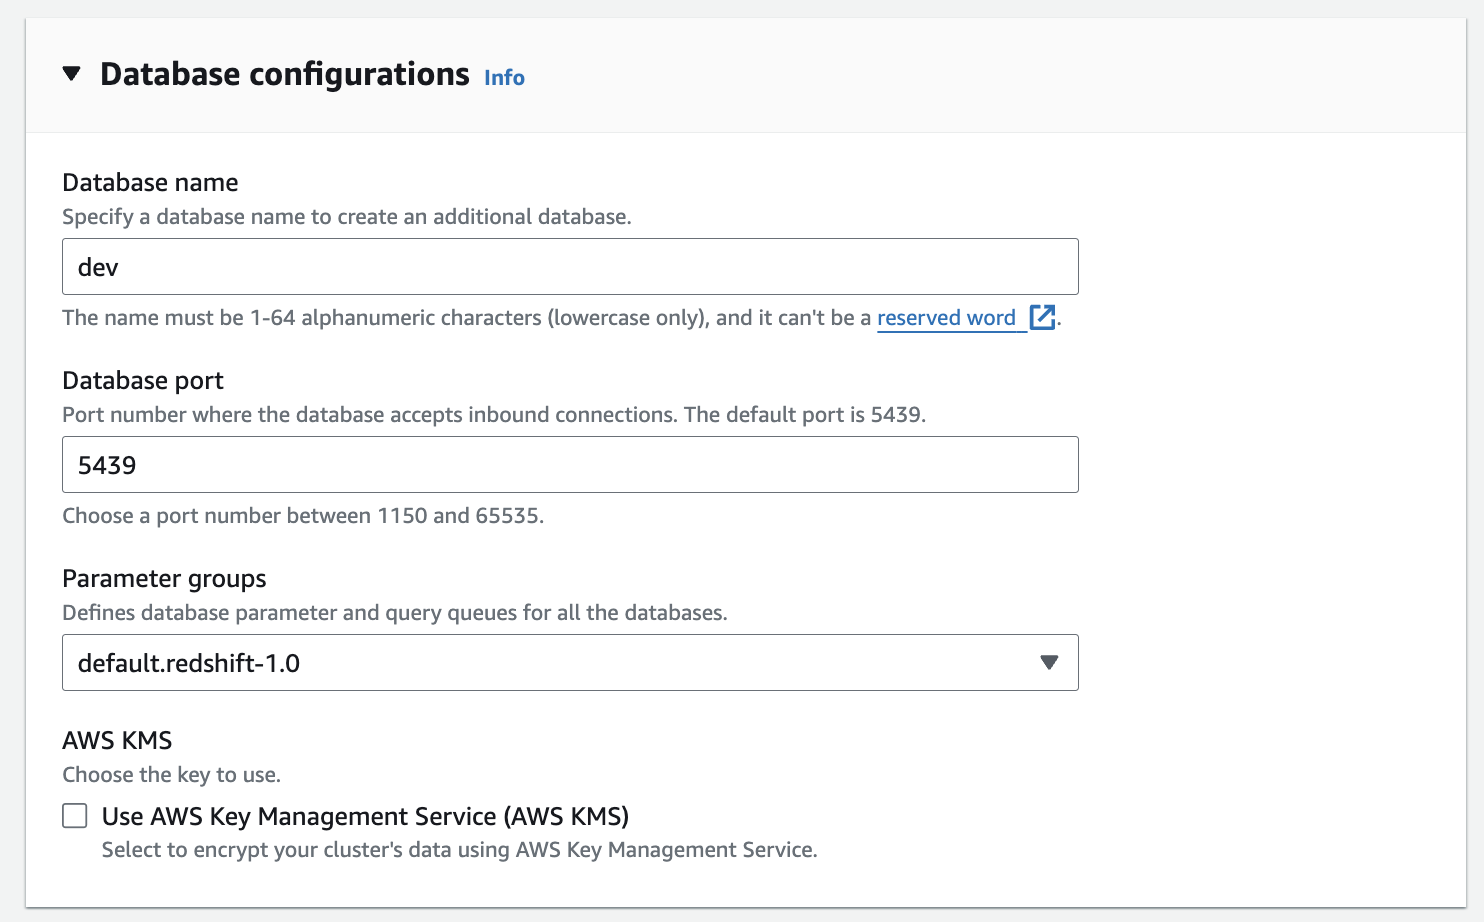 Database configurations Info
Database name
Specify a database name to create an additional database.
dev
The name must be 1-64 alphanumeric characters (lowercase only), and it can't be a reserved word.
Database port
Port number where the database accepts inbound connections. The default port is 5439.
5439
Choose a port number between 1150 and 65535.
Parameter groups
Defines database parameter and query queues for all the databases.
default.redshift-1.0
AWS KMS
Choose the key to use.
Use AWS Key Management Service (AWS KMS)
Select to encrypt your cluster's data using AWS Key Management Service.